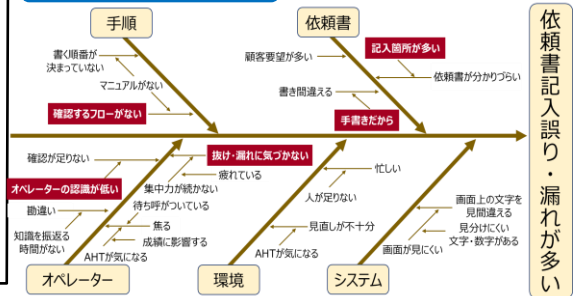 手順
依頼書
書く順番が
決まっていない
マニュアルがない
確認するフローがない
顧客要望が多い
記入箇所が多い
依頼書が分かりづらい
書き間違える
手書きだから
依頼書記入誤り・漏れが多い
確認が足りない
抜け・漏れに気づかない
疲れている
オペレーターの認識が低い
集中力が続かない
待ち呼がついている
勘違い
焦る
知識を振返る
時間がない
成績に影響する
AHTが気になる
忙しい
人が足りない
見直しが不十分
AHTが気になる
画面上の文字を
見間違える
見分けにくい
文字・数字がある
画面が見にくい
オペレーター
環境
システム